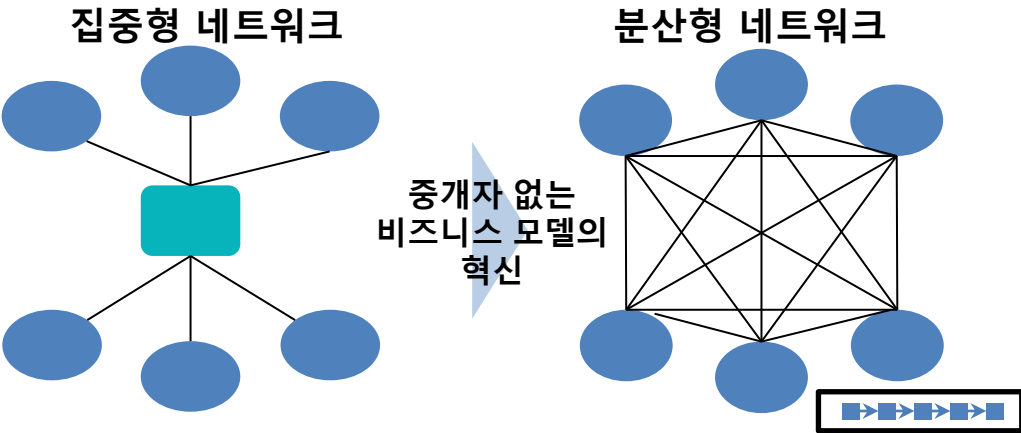 집중형 네트워크
분산형 네트워크
중개자 없는
비즈니스 모델의
혁신